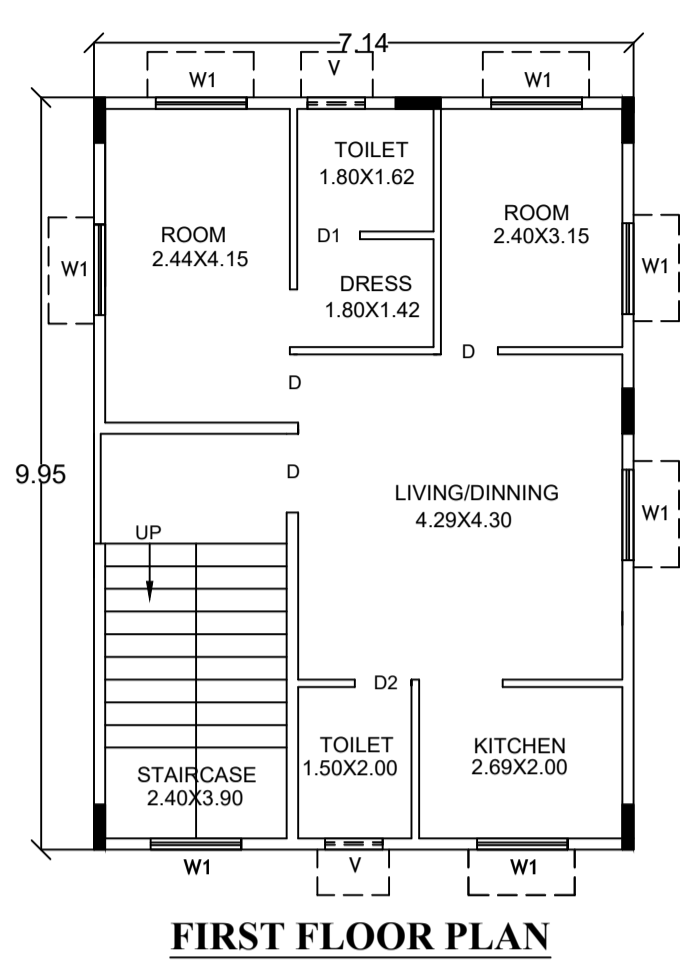 7.14
W1
V
W1
TOILET
1.80X1.62
ROOM
2.40X3.15
ROOM
2.44X4.15
D1
W1
W1
DRESS
1.80X1.42
D
D
9.95
D
LIVING/DINNING
4.29X4.30
W1
UP
D2
TOILET
1.50X2.00
KITCHEN
2.69X2.00
STAIRCASE
2.40X3.90
W1
V
W1
FIRST FLOOR PLAN